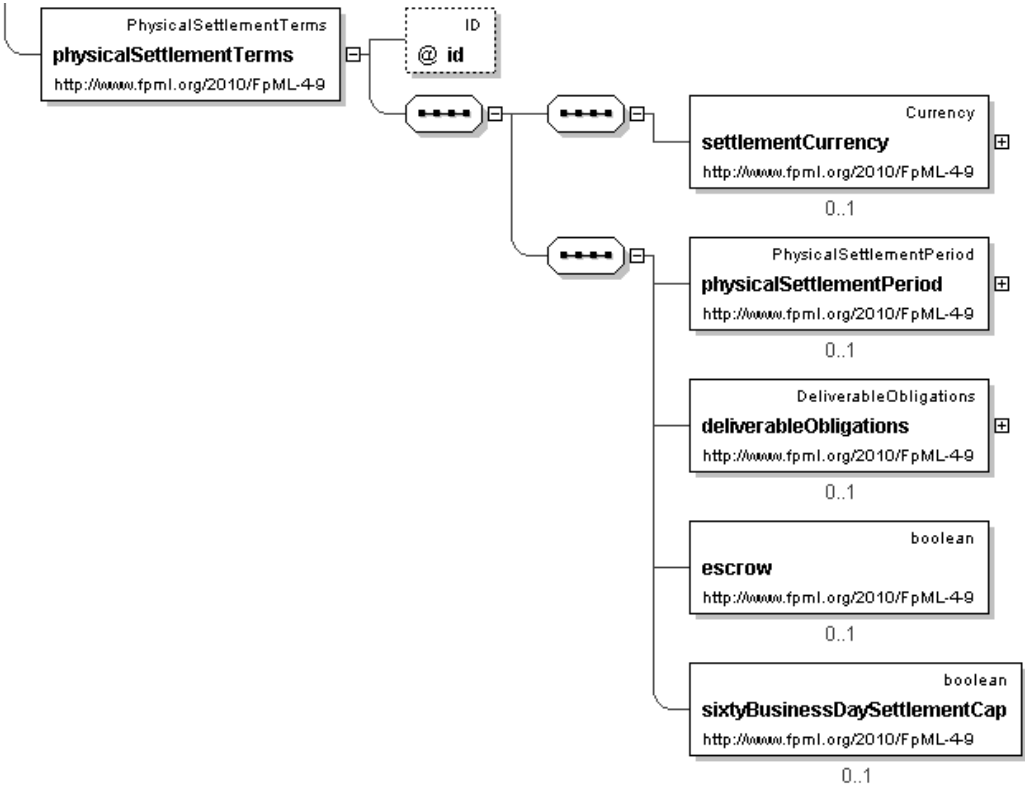 PhysicalSettlementTerms
physicalSettlementTerms
http://www.fpml.org/2010/FpML-4-9
ID
@ id
Currency
settlementCurrency
http://www.fpml.org/2010/FpML-4-9
0..1
PhysicalSettlementPeriod
physicalSettlementPeriod
http://www.fpml.org/2010/FpML-4-9
0..1
DeliverableObligations
deliverableObligations
http://www.fpml.org/2010/FpML-4-9
0..1
boolean
escrow
http://www.fpml.org/2010/FpML-4-9
0..1
boolean
sixtyBusinessDaySettlementCap
http://www.fpml.org/2010/FpML-4-9
0..1